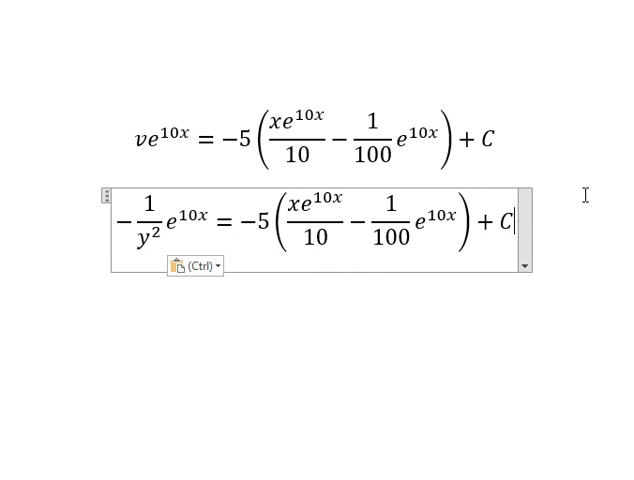 ve^{10x} = −5 (xe^{10x}/10 − 1/100 e^{10x}) + C
− 1/y² e^{10x} = −5 (xe^{10x}/10 − 1/100 e^{10x}) + C
(Ctrl)